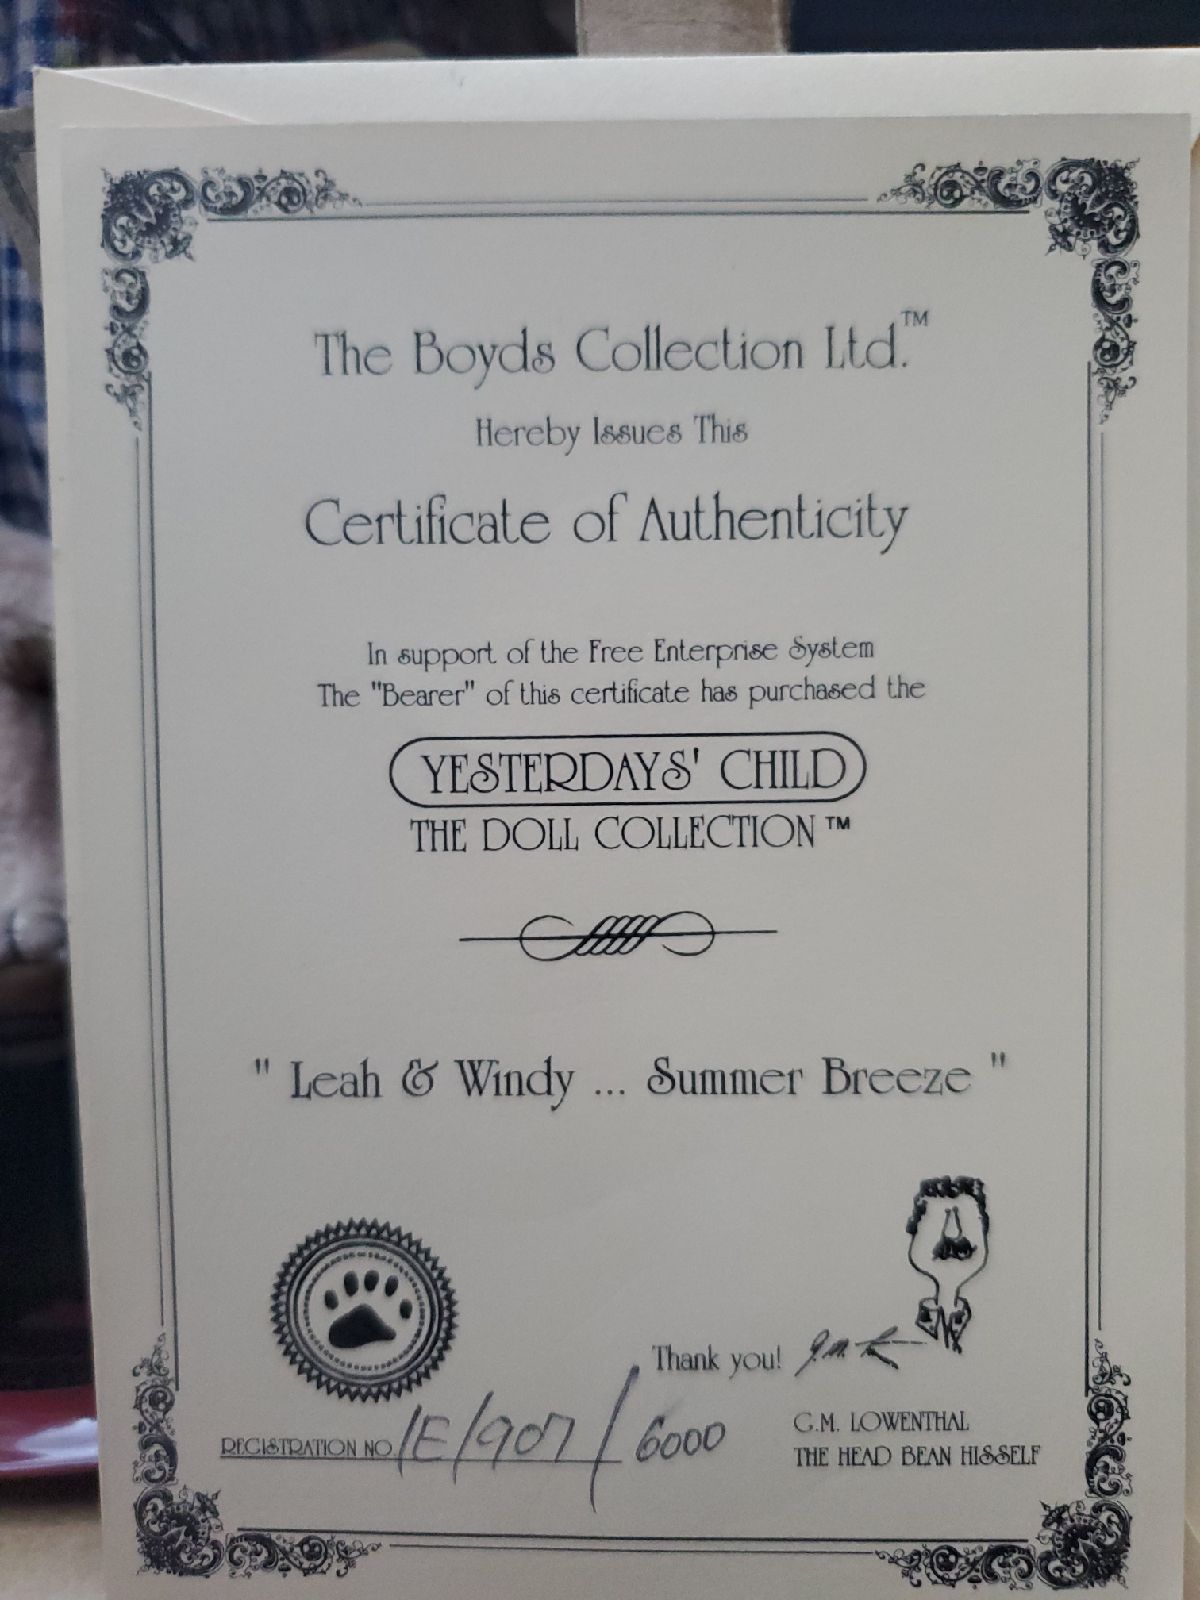 The Boyds Collection Ltd.™
Hereby Issues This
Certificate of Authenticity
In support of the Free Enterprise System
The "Bearer" of this certificate has purchased the
YESTERDAYS' CHILD
THE DOLL COLLECTION™
" Leah & Windy ... Summer Breeze "
Thank you!
REGISTRATION NO. 1E/907/6000
G.M. LOWENTHAL
THE HEAD BEAN HISSELF